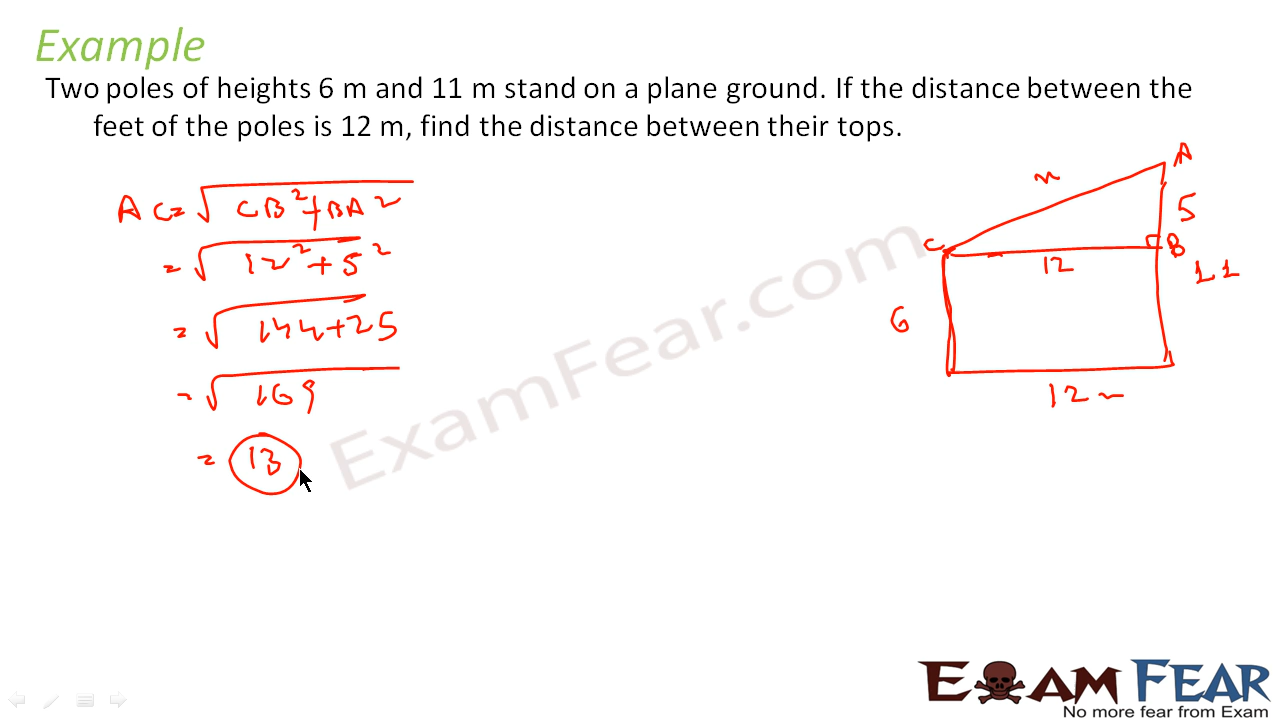 Example
Two poles of heights 6 m and 11 m stand on a plane ground. If the distance between the
feet of the poles is 12 m, find the distance between their tops.
AC = √CB² + BA²
= √12² + 5²
= √144+25
= √169
= 13
A
5
C
B
12
11
6
12 m
ExamFear.com
EXAM FEAR
No more fear from Exam